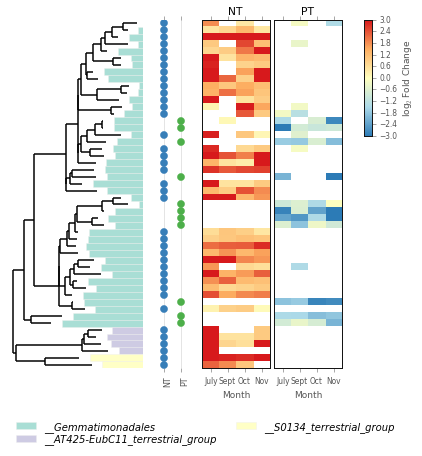 NT PT
3.0
2.4
1.8
1.2
0.6
0.0
−0.6
−1.2
−1.8
−2.4
−3.0
log2 Fold Change
NT
PT
July Sept Oct Nov July Sept Oct Nov
Month Month
__Gemmatimonadales __S0134_terrestrial_group
__AT425-EubC11_terrestrial_group